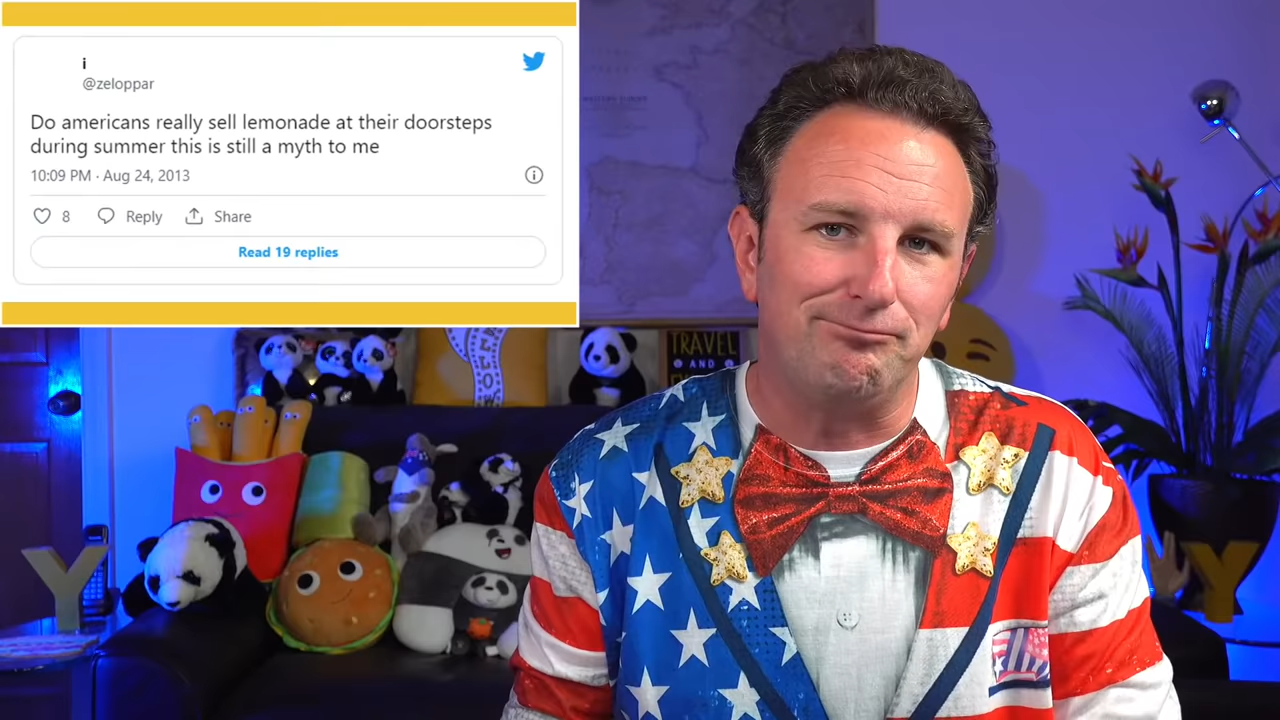 i
@zeloppar
Do americans really sell lemonade at their doorsteps
during summer this is still a myth to me
10:09 PM · Aug 24, 2013
8
Reply
Share
Read 19 replies
TRAVEL
AND
Y
Y